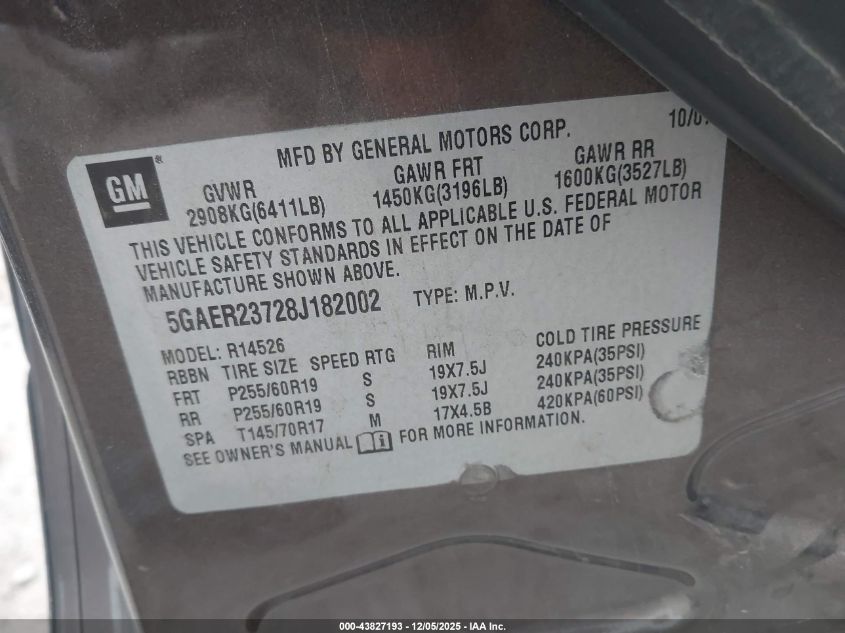 MFD BY GENERAL MOTORS CORP.
GM ®
GVWR GAWR FRT GAWR RR
2908KG(6411LB) 1450KG(3196LB) 1600KG(3527LB)
THIS VEHICLE CONFORMS TO ALL APPLICABLE U.S. FEDERAL MOTOR
VEHICLE SAFETY STANDARDS IN EFFECT ON THE DATE OF
MANUFACTURE SHOWN ABOVE.
5GAER23728J182002 TYPE: M.P.V.
MODEL: R14526
RBBN TIRE SIZE SPEED RTG RIM COLD TIRE PRESSURE
FRT P255/60R19 S 19X7.5J 240KPA(35PSI)
RR P255/60R19 S 19X7.5J 240KPA(35PSI)
SPA T145/70R17 M 17X4.5B 420KPA(60PSI)
SEE OWNER'S MANUAL i FOR MORE INFORMATION.
000-43827193 - 12/05/2025 - IAA Inc.